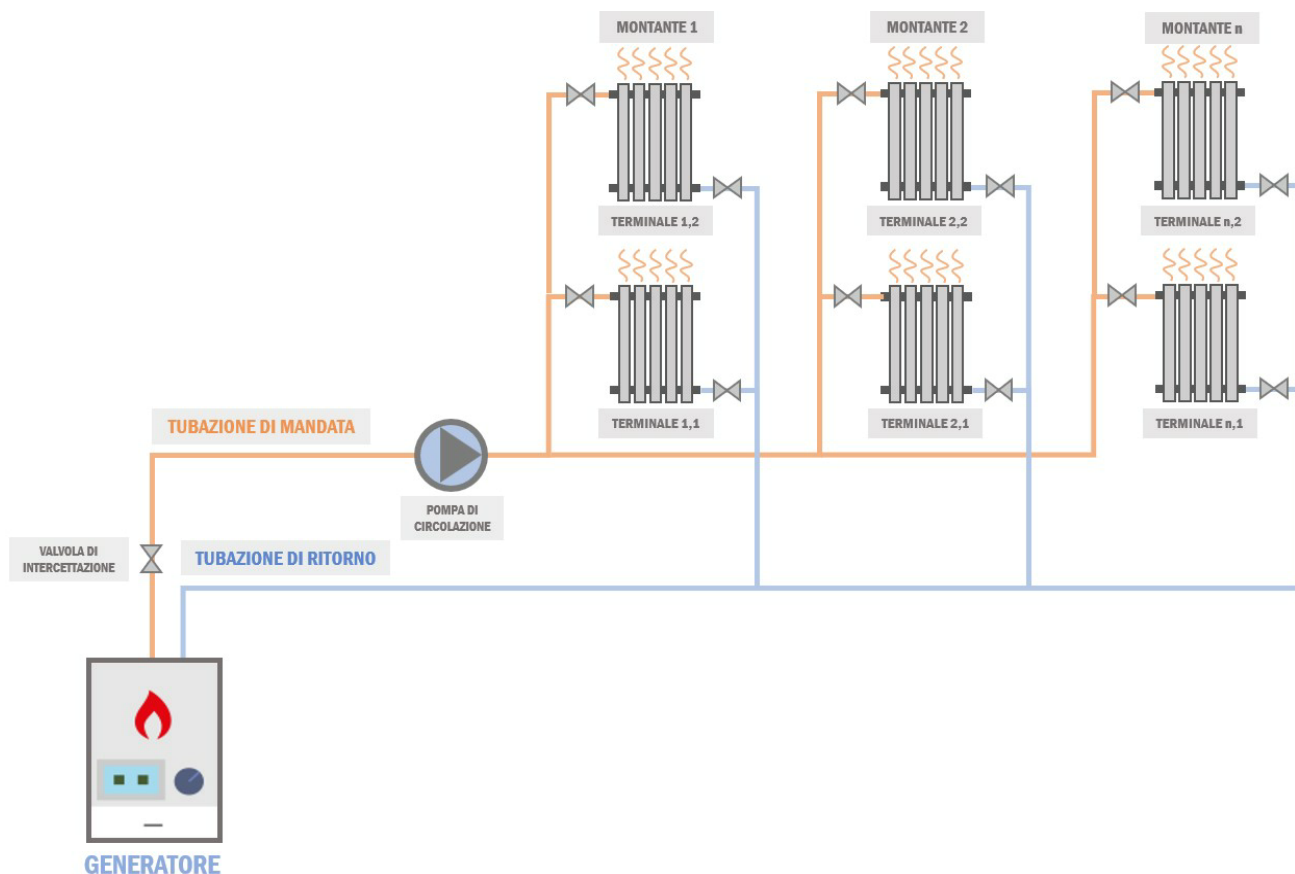 MONTANTE 1
MONTANTE 2
MONTANTE n
TERMINALE 1,2
TERMINALE 2,2
TERMINALE n,2
TERMINALE 1,1
TERMINALE 2,1
TERMINALE n,1
TUBAZIONE DI MANDATA
POMPA DI
CIRCOLAZIONE
VALVOLA DI
INTERCETTAZIONE
TUBAZIONE DI RITORNO
GENERATORE